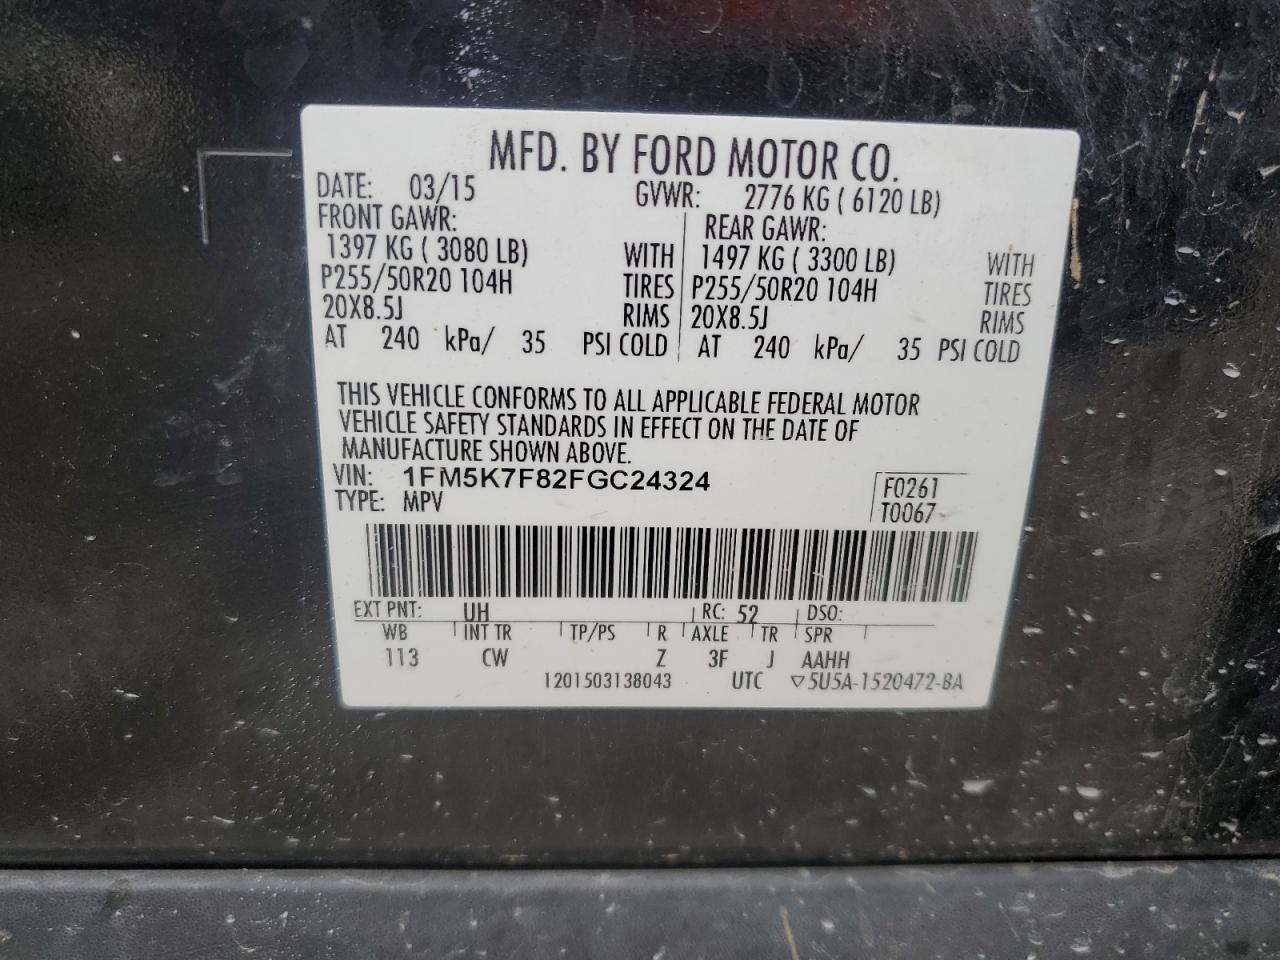 MFD. BY FORD MOTOR CO.
DATE: 03/15 GVWR: 2776 KG ( 6120 LB)
FRONT GAWR: REAR GAWR:
1397 KG ( 3080 LB) WITH 1497 KG ( 3300 LB) WITH
P255/50R20 104H TIRES P255/50R20 104H TIRES
20X8.5J RIMS 20X8.5J RIMS
AT 240 kPa/ 35 PSI COLD AT 240 kPa/ 35 PSI COLD
THIS VEHICLE CONFORMS TO ALL APPLICABLE FEDERAL MOTOR
VEHICLE SAFETY STANDARDS IN EFFECT ON THE DATE OF
MANUFACTURE SHOWN ABOVE.
VIN: 1FM5K7F82FGC24324
TYPE: MPV
F0261
T0067
EXT PNT: UH RC: 52 DSO:
WB INT TR TP/PS R AXLE TR SPR
113 CW Z 3F J AAHH
1201503138043 UTC ▽5U5A-1520472-BA